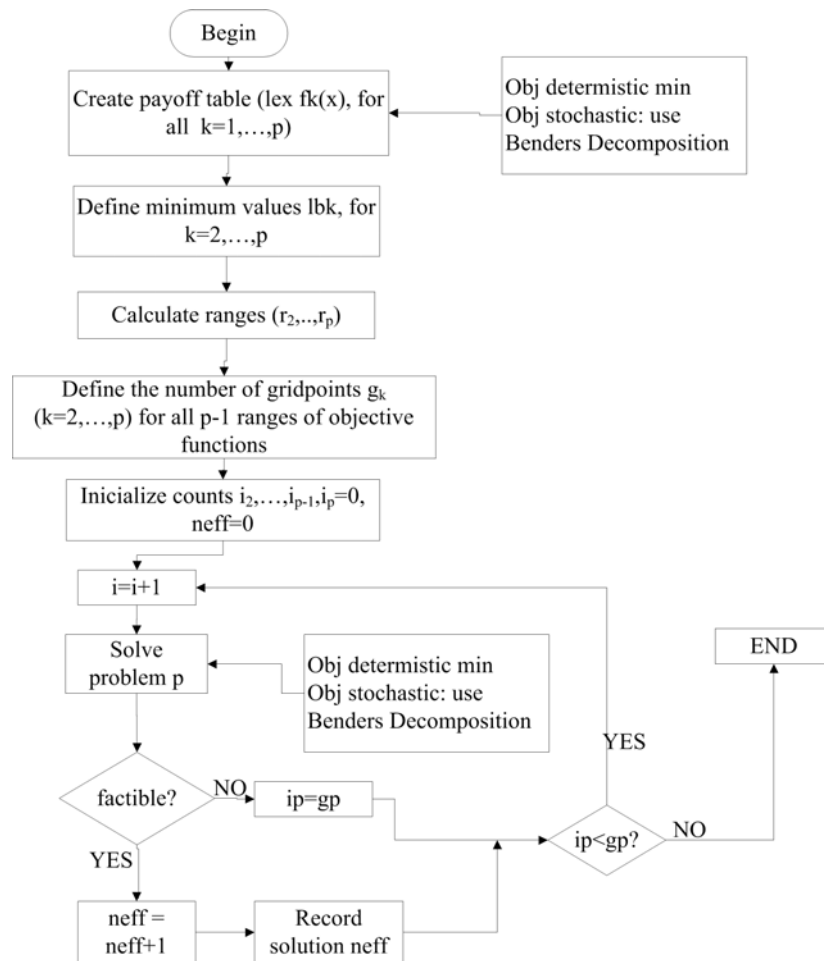 Begin
Create payoff table (lex fk(x), for
all k=1,…,p)
Obj determistic min
Obj stochastic: use
Benders Decomposition
Define minimum values lbk, for
k=2,…,p
Calculate ranges (r₂,..,rₚ)
Define the number of gridpoints gₖ
(k=2,…,p) for all p-1 ranges of objective
functions
Inicialize counts i₂,…,iₚ₋₁,iₚ=0,
neff=0
i=i+1
Solve
problem p
Obj determistic min
Obj stochastic: use
Benders Decomposition
END
YES
factible?
NO
ip=gp
ip<gp?
NO
YES
neff =
neff+1
Record
solution neff